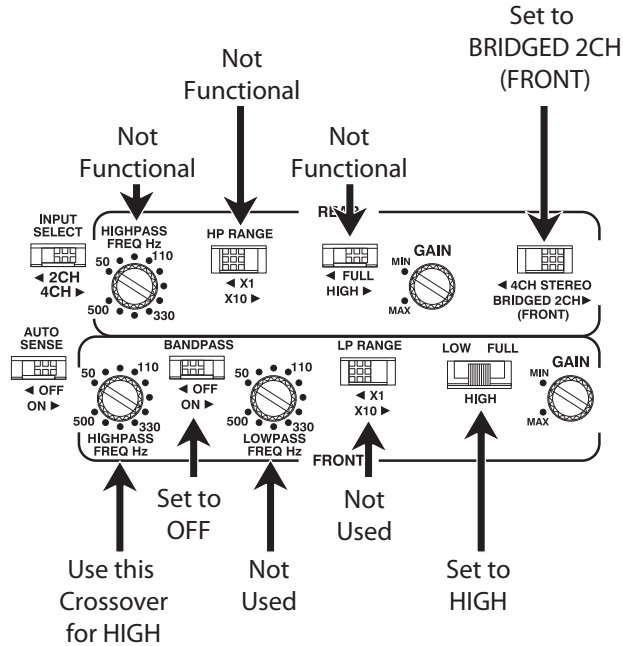 Set to
BRIDGED 2CH
(FRONT)
Not
Functional
Not
Functional
Not
Functional
REAR
INPUT
SELECT
◄ 2CH
4CH ►
HIGHPASS
FREQ Hz
50
110
500
330
HP RANGE
◄ X1
X10 ►
◄ FULL
HIGH ►
GAIN
MIN
MAX
◄ 4CH STEREO
BRIDGED 2CH►
(FRONT)
AUTO
SENSE
◄ OFF
ON ►
50
110
500
330
HIGHPASS
FREQ Hz
BANDPASS
◄ OFF
ON ►
50
110
500
330
LOWPASS
FREQ Hz
LP RANGE
◄ X1
X10 ►
LOW FULL
HIGH
GAIN
MIN
MAX
FRONT
Use this
Crossover
for HIGH
Set to
OFF
Not
Used
Not
Used
Set to
HIGH